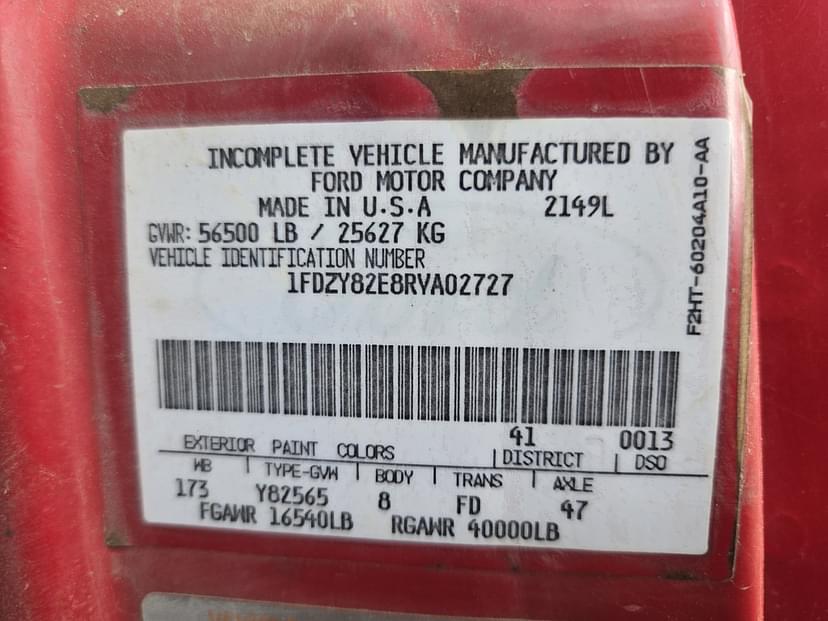 INCOMPLETE VEHICLE MANUFACTURED BY
FORD MOTOR COMPANY
MADE IN U.S.A 2149L
GVWR: 56500 LB / 25627 KG
VEHICLE IDENTIFICATION NUMBER
1FDZY82E8RVA02727
F2HT-60204A10-AA
41 0013
EXTERIOR PAINT COLORS | DISTRICT | DSO
WB | TYPE-GVW | BODY | TRANS | AXLE
173 Y82565 8 FD 47
FGAWR 16540LB RGAWR 40000LB